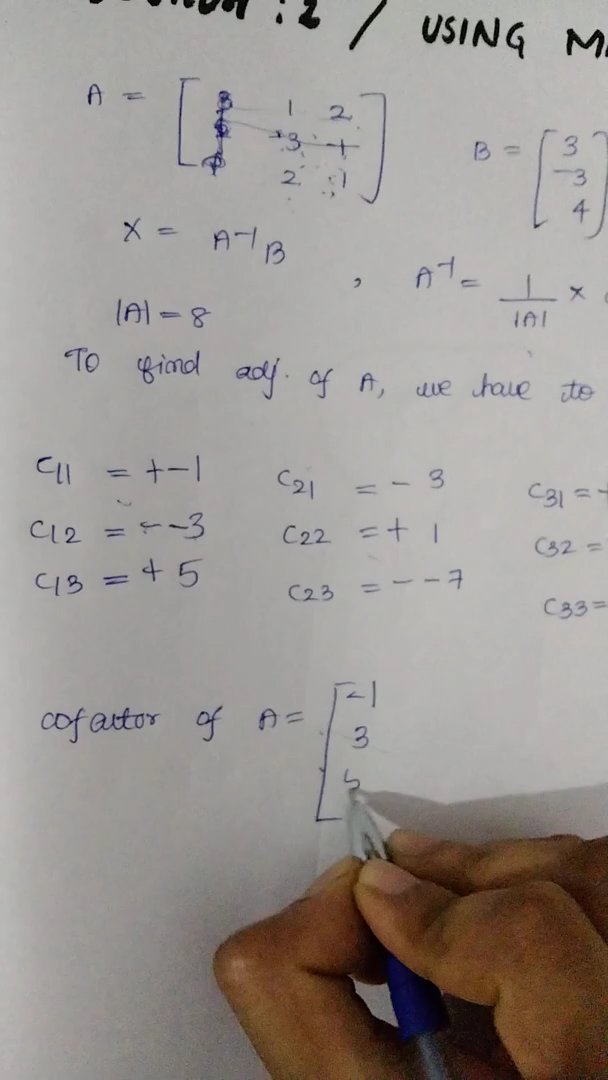 : 2 / USING
A = [ 1 2
-3 -1
2 1 ]
B = [ 3
-3
4 ]
X = A⁻¹B , A⁻¹ = 1/|A| ×
|A| = 8
To find adj. of A, we have to
C11 = + -1 C21 = - 3 C31 =
C12 = - -3 C22 = + 1 C32 =
C13 = + 5 C23 = - -7 C33 =
cofactor of A = [ -1
3
5